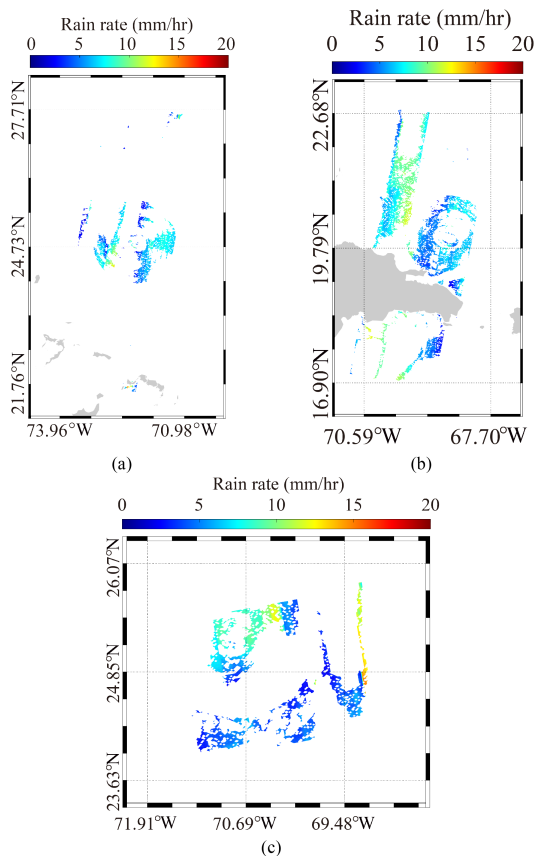 Rain rate (mm/hr)
0 5 10 15 20
27.71°N
24.73°N
21.76°N
73.96°W 70.98°W
(a)
Rain rate (mm/hr)
0 5 10 15 20
22.68°N
19.79°N
16.90°N
70.59°W 67.70°W
(b)
Rain rate (mm/hr)
0 5 10 15 20
26.07°N
24.85°N
23.63°N
71.91°W 70.69°W 69.48°W
(c)